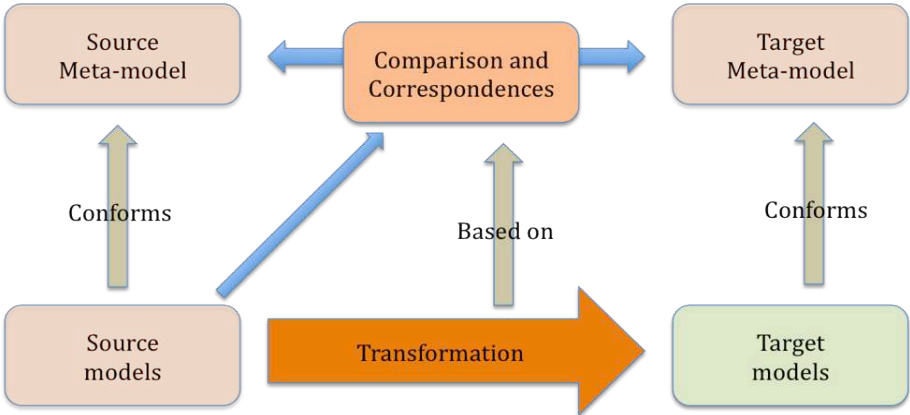 Source
Meta-model
Comparison and
Correspondences
Target
Meta-model
Conforms
Based on
Conforms
Source
models
Transformation
Target
models